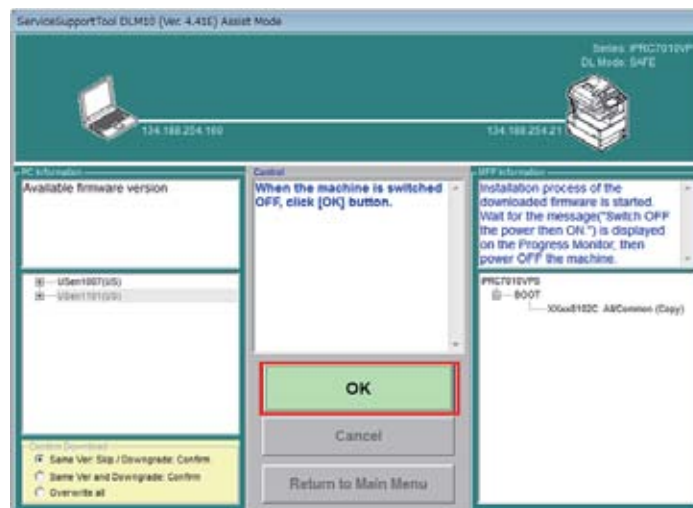 ServiceSupportTool DLM10 (Ver. 4.41E) Assist Mode
Series: iPRC7010VP
DL Mode: SAFE
134.188.254.160
134.188.254.21
PC Information
Available firmware version
USen1007(US)
USen1101(US)
Confirm Download
Same Ver: Skip / Downgrade: Confirm
Same Ver and Downgrade: Confirm
Overwrite all
Control
When the machine is switched
OFF, click [OK] button.
OK
Cancel
Return to Main Menu
MFP Information
Installation process of the
downloaded firmware is started.
Wait for the message("Switch OFF
the power then ON.") is displayed
on the Progress Monitor, then
power OFF the machine.
iPRC7010VPS
BOOT
All/Common (Copy)